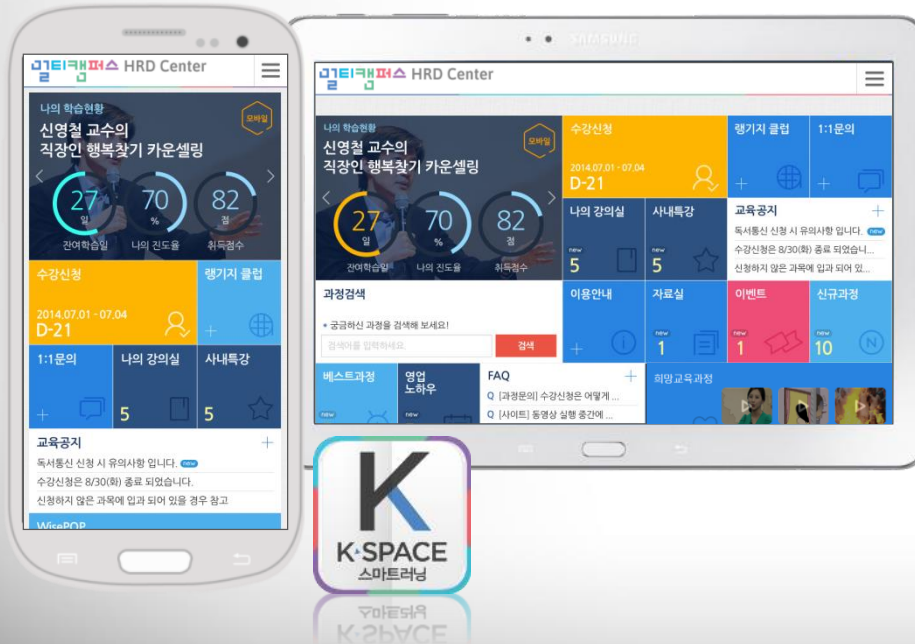 멀티캠퍼스 HRD Center
나의 학습현황
모바일
신영철 교수의
직장인 행복찾기 카운셀링
27
일
70
%
82
점
잔여학습일
나의 진도율
취득점수
수강신청
2014.07.01 - 07.04
D-21
랭기지 클럽
+
1:1문의
+
나의 강의실
5
사내특강
5
교육공지
+
독서통신 신청 시 유의사항 입니다. new
수강신청은 8/30(화) 종료 되었습니다.
신청하지 않은 과목에 입과 되어 있을 경우 참고
WisePOP
SAMSUNG
멀티캠퍼스 HRD Center
나의 학습현황
모바일
신영철 교수의
직장인 행복찾기 카운셀링
27
일
70
%
82
점
잔여학습일
나의 진도율
취득점수
수강신청
2014.07.01 - 07.04
D-21
랭기지 클럽
+
1:1문의
+
나의 강의실
new
5
사내특강
new
5
교육공지
+
독서통신 신청 시 유의사항 입니다. new
수강신청은 8/30(화) 종료 되었습니...
신청하지 않은 과목에 입과 되어 있...
과정검색
• 궁금하신 과정을 검색해 보세요!
검색어를 입력하세요.
검색
이용안내
+
자료실
new
1
이벤트
new
1
신규과정
new
10
N
베스트과정
new
영업
노하우
new
FAQ
+
Q [과정문의] 수강신청은 어떻게 ...
Q [사이트] 동영상 실행 중간에 ...
희망교육과정
K
K·SPACE
스마트러닝